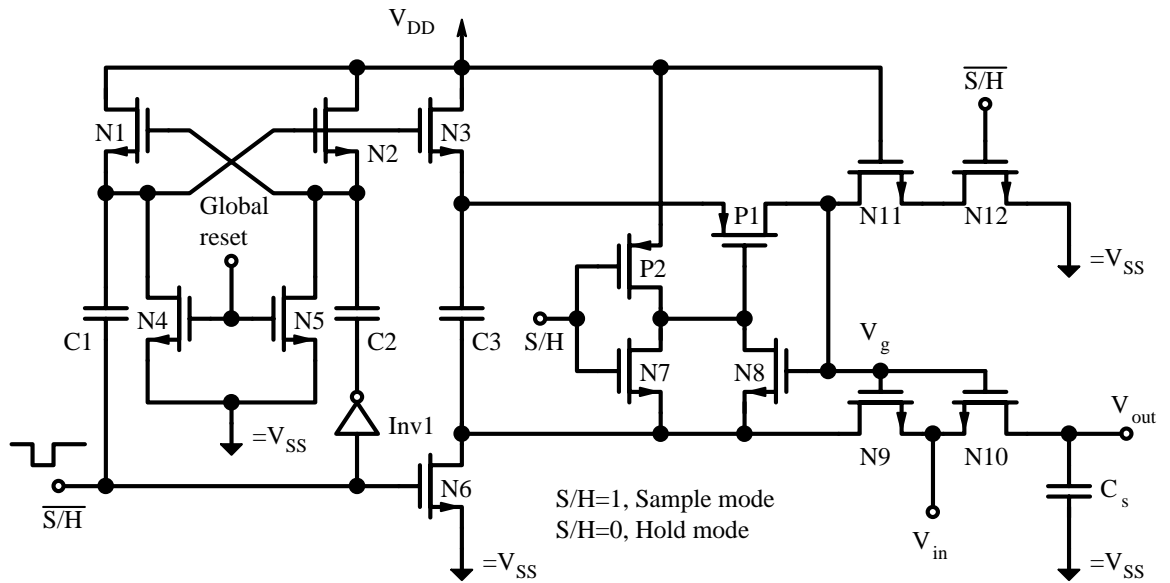 V_DD
S̅/̅H̅
N1
N2
N3
Global
reset
N11
N12
P1
P2
=V_SS
C1
N4
N5
C2
C3
S/H
N7
N8
V_g
=V_SS
Inv1
N9
N10
V_out
S̅/̅H̅
N6
S/H=1, Sample mode
S/H=0, Hold mode
C_s
V_in
=V_SS
=V_SS